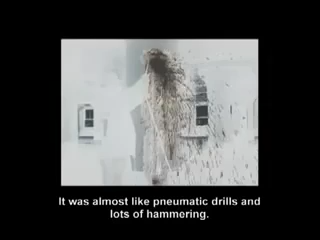 It was almost like pneumatic drills and
lots of hammering.